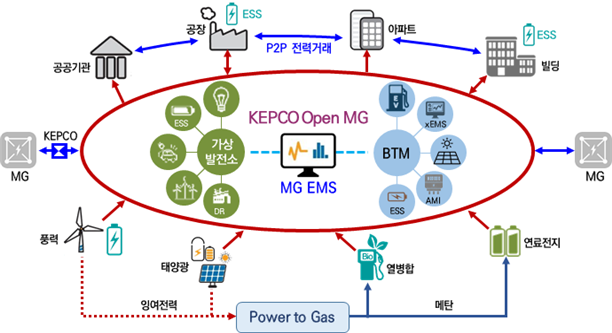 공장
ESS
아파트
ESS
P2P 전력거래
공공기관
빌딩
KEPCO Open MG
ESS
가상
발전소
DR
xEMS
BTM
ESS
AMI
MG EMS
KEPCO
MG
MG
풍력
태양광
Bio
열병합
연료전지
잉여전력
Power to Gas
메탄